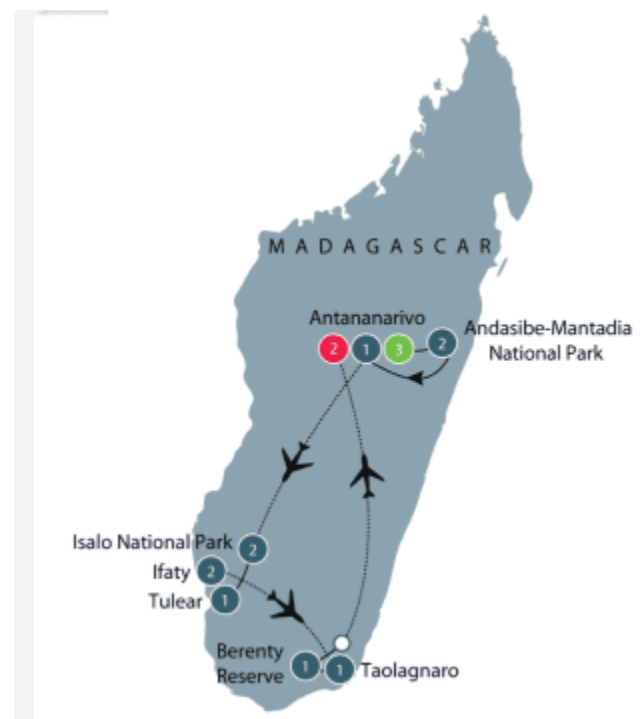 MADAGASCAR
Antananarivo
2
1
3
2
Andasibe-Mantadia
National Park
Isalo National Park
2
Ifaty
2
Tulear
1
Berenty
Reserve
1
1
Taolagnaro